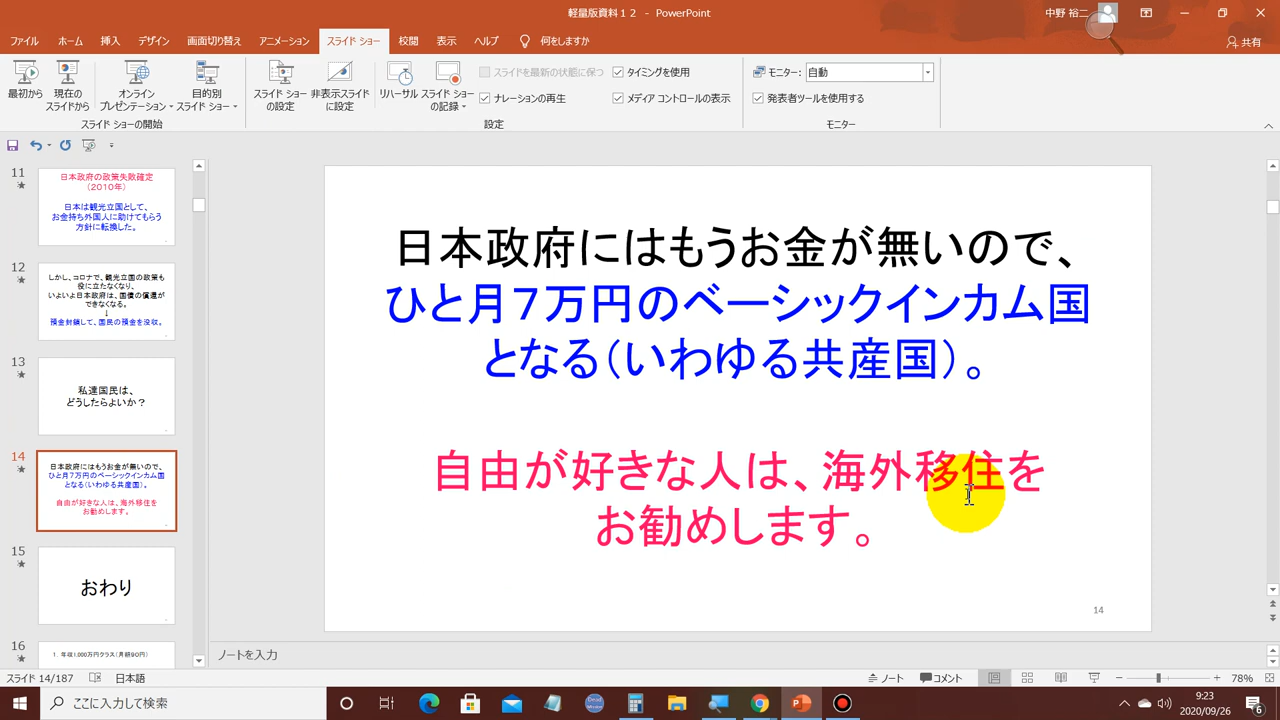 軽量版資料１２ - PowerPoint
中野 裕二
ファイル ホーム 挿入 デザイン 画面切り替え アニメーション スライド ショー 校閲 表示 ヘルプ 何をしますか 共有
最初から
現在の
スライドから
オンライン
プレゼンテーション
目的別
スライド ショー
スライド ショーの開始
スライド ショー
の設定
非表示スライド
に設定
リハーサル
スライド ショー
の記録
スライドを最新の状態に保つ
ナレーションの再生
タイミングを使用
メディア コントロールの表示
設定
モニター: 自動
発表者ツールを使用する
モニター
11
日本政府の政策失敗確定
（２０１０年）
日本は観光立国として、
お金持ち外国人に助けてもらう
方針に転換した。
12
しかし、コロナで、観光立国の政策も
役に立たなくなり、
いよいよ日本政府は、国債の償還が
できなくなる。
↓
預金封鎖して、国民の預金を没収。
13
私達国民は、
どうしたらよいか？
14
日本政府にはもうお金が無いので、
ひと月７万円のベーシックインカム国
となる（いわゆる共産国）。
自由が好きな人は、海外移住を
お勧めします。
15
おわり
16
1. 年収1,000万円クラス（月額９０円）
日本政府にはもうお金が無いので、
ひと月７万円のベーシックインカム国
となる（いわゆる共産国）。
自由が好きな人は、海外移住を
お勧めします。
14
ノートを入力
スライド 14/187 日本語 ノート コメント 78%
ここに入力して検索
9:23
2020/09/26
6